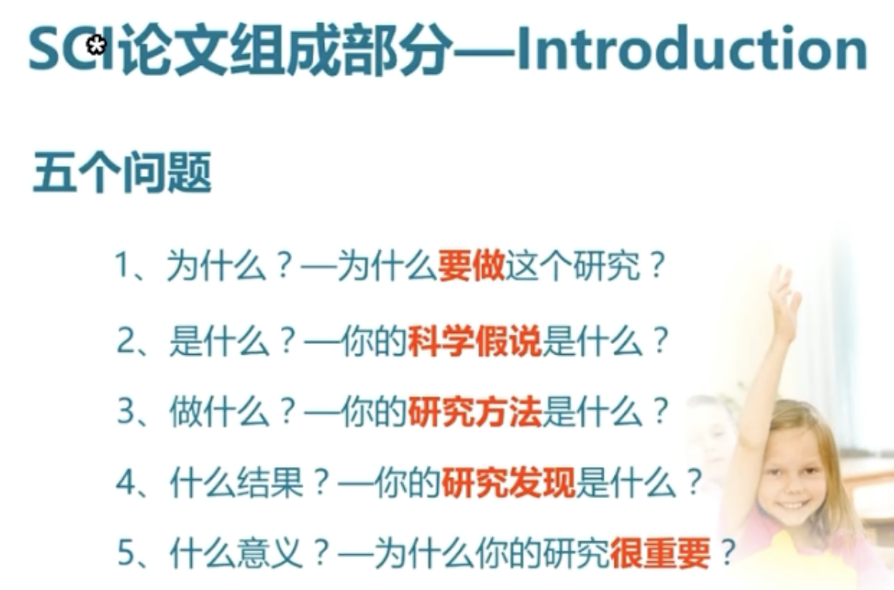 SCI论文组成部分—Introduction
五个问题
1、为什么？—为什么要做这个研究？
2、是什么？—你的科学假说是什么？
3、做什么？—你的研究方法是什么？
4、什么结果？—你的研究发现是什么？
5、什么意义？—为什么你的研究很重要？